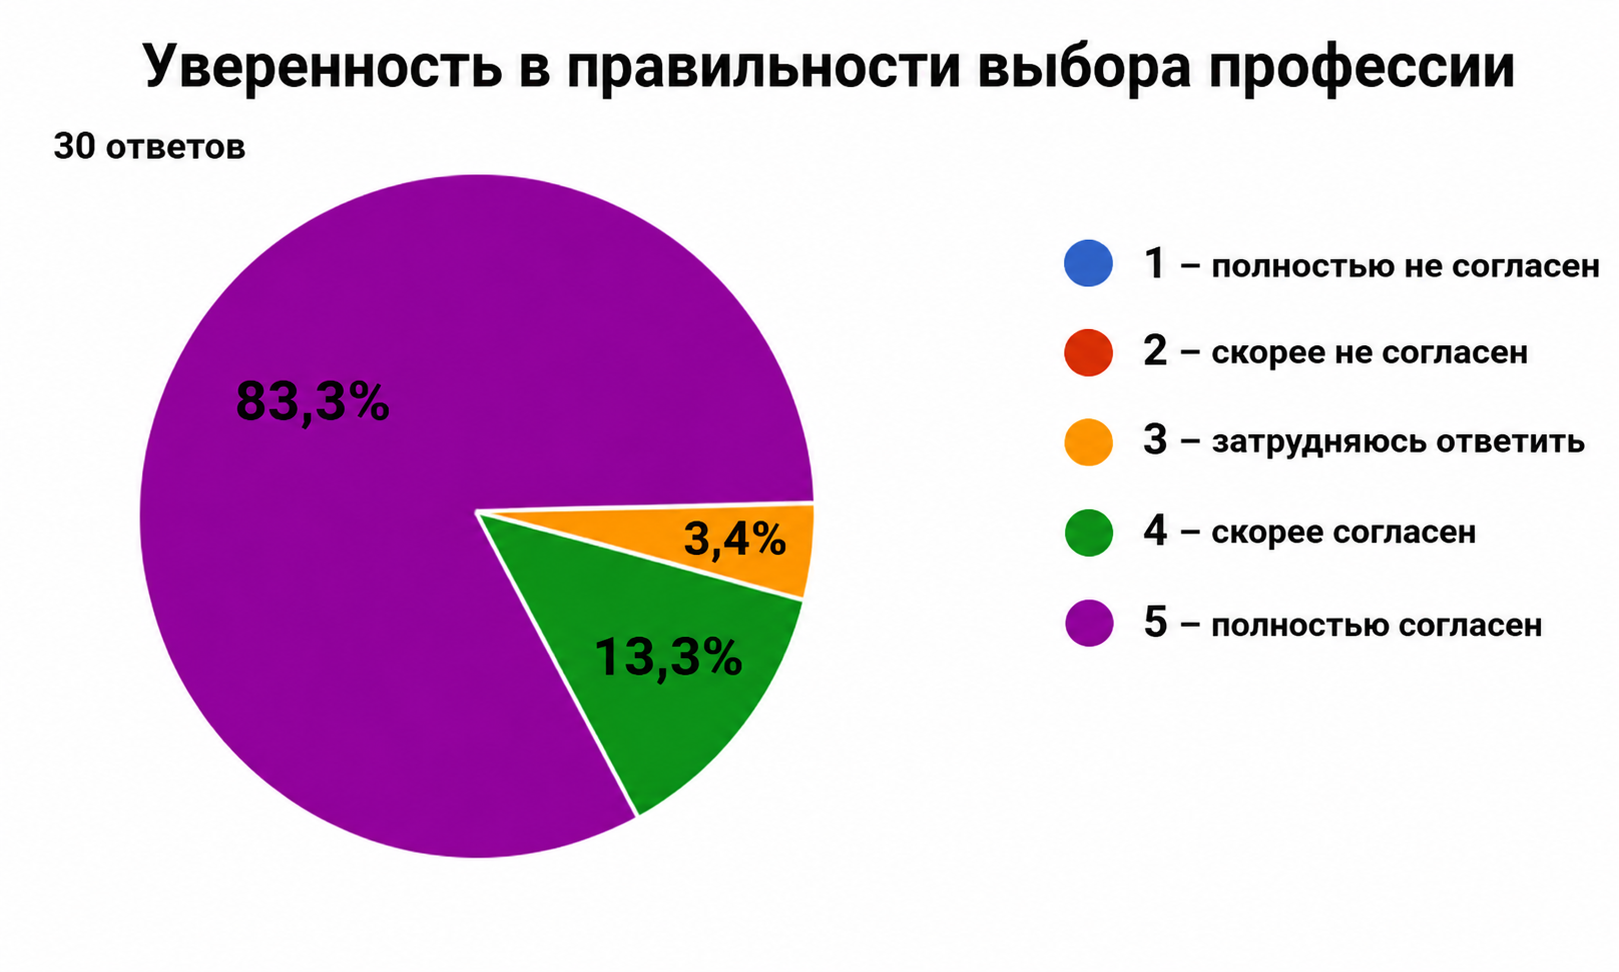 Уверенность в правильности выбора профессии
30 ответов
83,3%
3,4%
13,3%
1 – полностью не согласен
2 – скорее не согласен
3 – затрудняюсь ответить
4 – скорее согласен
5 – полностью согласен